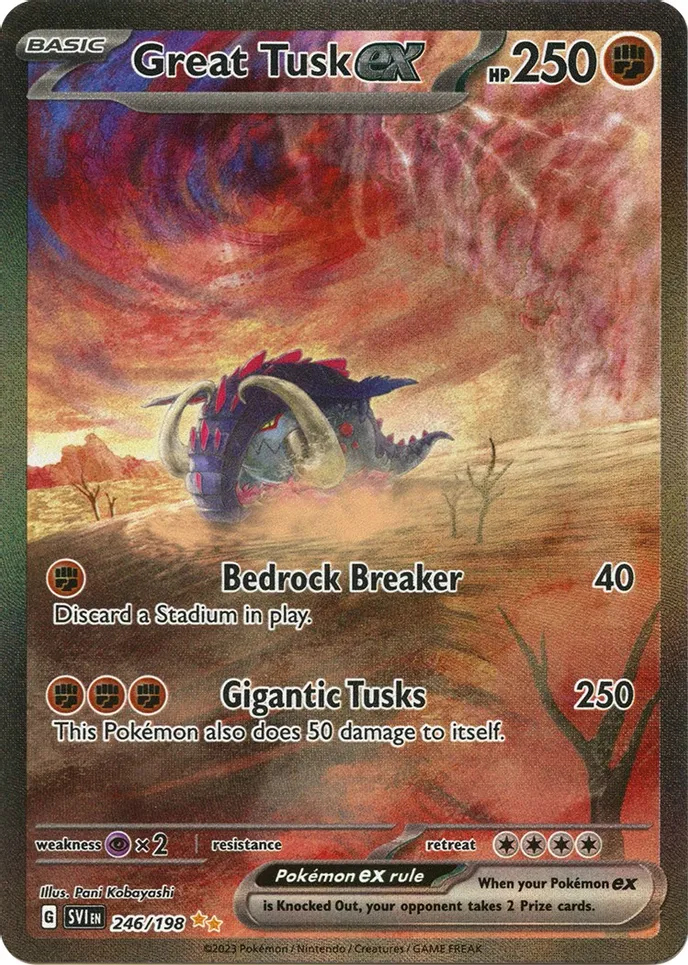 BASIC
Great Tusk ex
HP 250
Bedrock Breaker 40
Discard a Stadium in play.
Gigantic Tusks 250
This Pokémon also does 50 damage to itself.
weakness ×2 resistance retreat
Illus. Pani Kobayashi
Pokémon ex rule
When your Pokémon ex
is Knocked Out, your opponent takes 2 Prize cards.
G SVI EN 246/198
©2023 Pokémon / Nintendo / Creatures / GAME FREAK